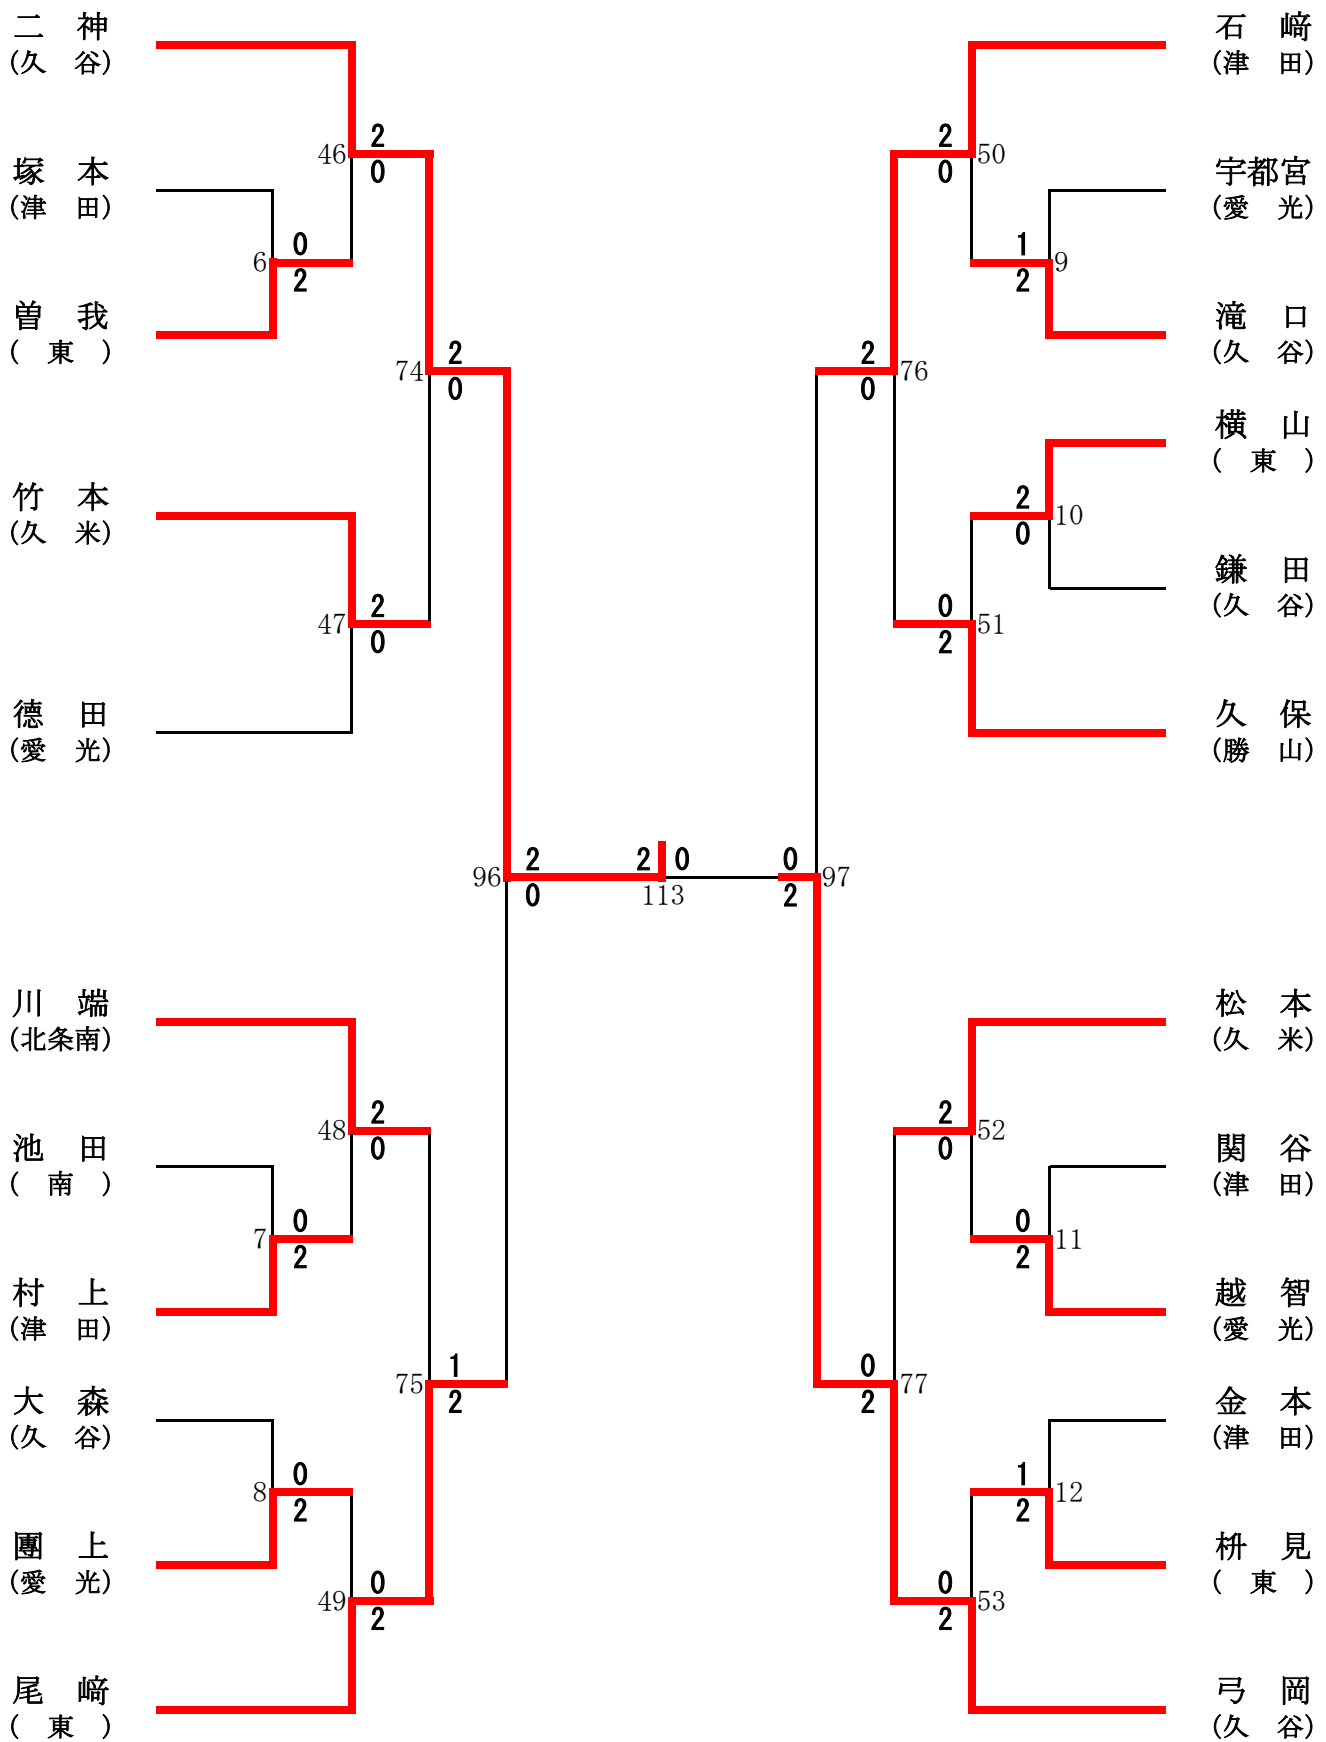 二　神
(久　谷)
塚　本
(津　田)
曽　我
(　東　)
竹　本
(久　米)
德　田
(愛　光)
川　端
(北条南)
池　田
(　南　)
村　上
(津　田)
大　森
(久　谷)
團　上
(愛　光)
尾　﨑
(　東　)
6
0
2
7
0
2
8
0
2
46
2
0
47
2
0
48
2
0
49
0
2
74
2
0
75
1
2
96
2
0
2 0
113
0
2
97
2
0
76
0
2
77
2
0
50
0
2
51
2
0
52
0
2
53
1
2
9
2
0
10
0
2
11
1
2
12
石　﨑
(津　田)
宇都宮
(愛　光)
滝　口
(久　谷)
横　山
(　東　)
鎌　田
(久　谷)
久　保
(勝　山)
松　本
(久　米)
関　谷
(津　田)
越　智
(愛　光)
金　本
(津　田)
枡　見
(　東　)
弓　岡
(久　谷)